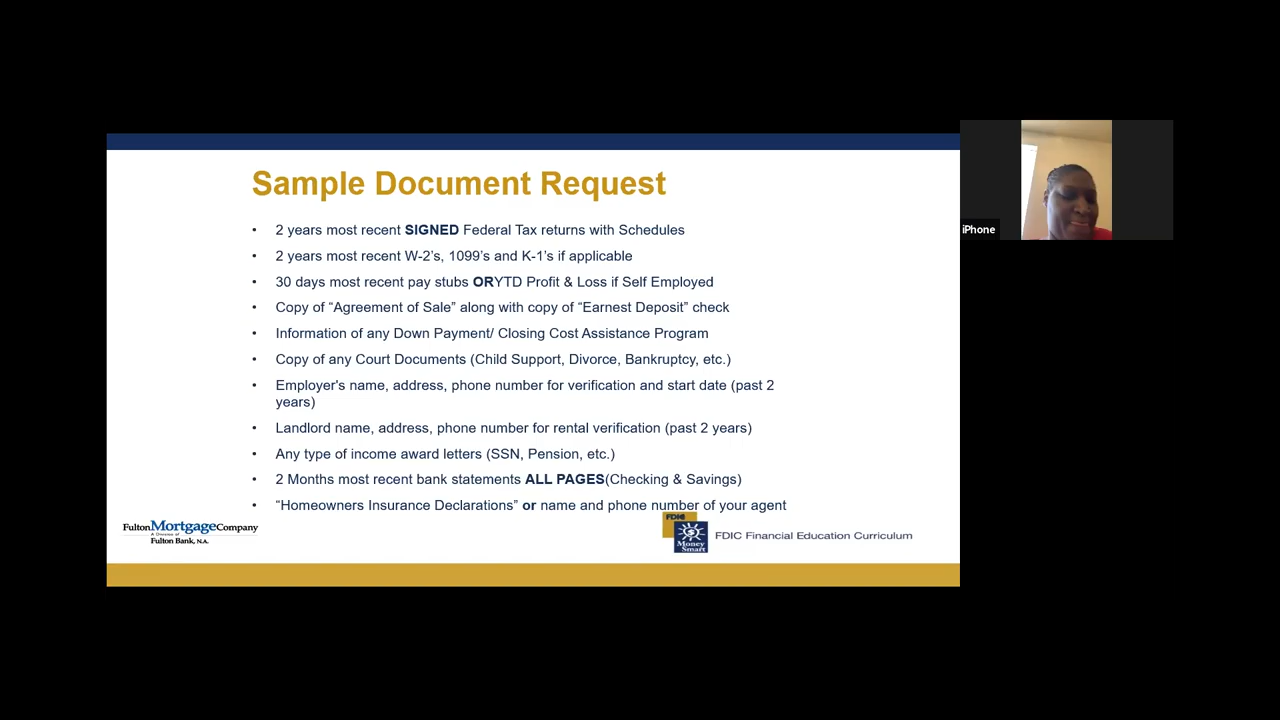 Sample Document Request
• 2 years most recent SIGNED Federal Tax returns with Schedules
• 2 years most recent W-2’s, 1099’s and K-1’s if applicable
• 30 days most recent pay stubs ORYTD Profit & Loss if Self Employed
• Copy of “Agreement of Sale” along with copy of “Earnest Deposit” check
• Information of any Down Payment/ Closing Cost Assistance Program
• Copy of any Court Documents (Child Support, Divorce, Bankruptcy, etc.)
• Employer's name, address, phone number for verification and start date (past 2
years)
• Landlord name, address, phone number for rental verification (past 2 years)
• Any type of income award letters (SSN, Pension, etc.)
• 2 Months most recent bank statements ALL PAGES(Checking & Savings)
• “Homeowners Insurance Declarations” or name and phone number of your agent
Fulton Mortgage Company
A Division of
Fulton Bank, N.A.
FDIC
Money
Smart
FDIC Financial Education Curriculum
iPhone